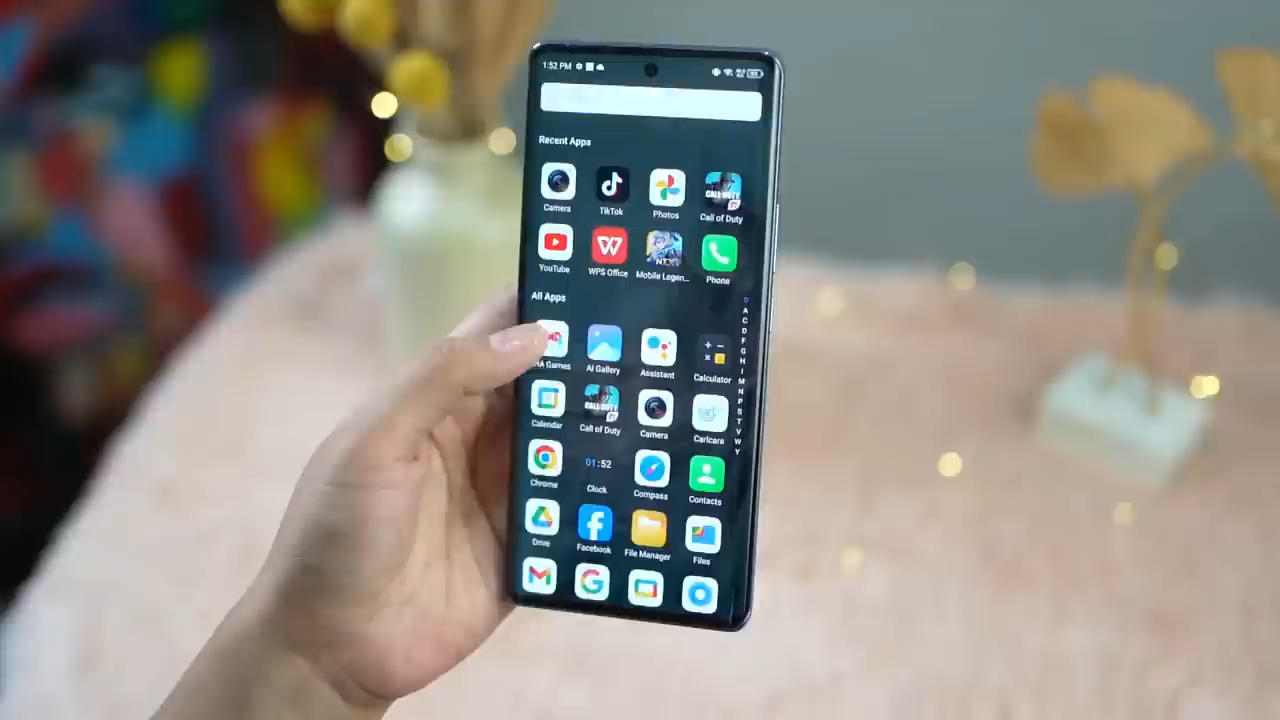 1:52 PM
Recent Apps
Camera TikTok Photos Call of Duty
YouTube WPS Office Mobile Legen... Phone
All Apps
Games AI Gallery Assistant Calculator
Calendar Call of Duty Camera Carlcare
01:52
Chrome Clock Compass Contacts
Drive Facebook File Manager Files
A
C
D
F
G
H
I
M
N
P
S
T
V
W
Y